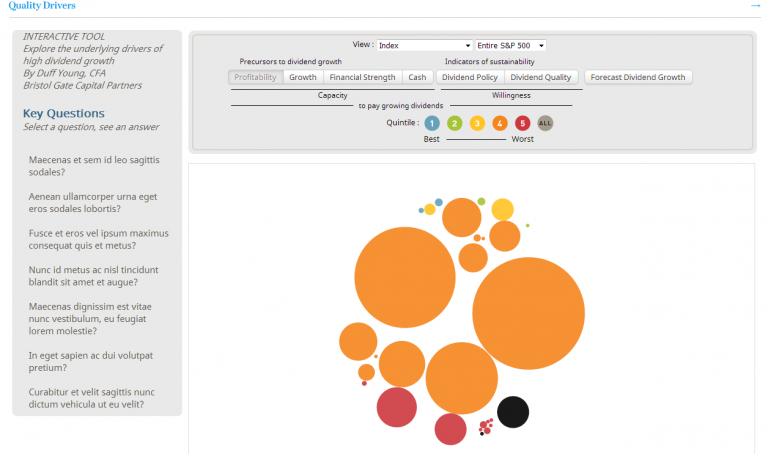 Quality Drivers
→
INTERACTIVE TOOL
Explore the underlying drivers of
high dividend growth
By Duff Young, CFA
Bristol Gate Capital Partners
Key Questions
Select a question, see an answer
Maecenas et sem id leo sagittis
sodales?
Aenean ullamcorper urna eget
eros sodales lobortis?
Fusce et eros vel ipsum maximus
consequat quis et metus?
Nunc id metus ac nisl tincidunt
blandit sit amet et augue?
Maecenas dignissim est vitae
nunc vestibulum, eu feugiat
lorem molestie?
In eget sapien ac dui volutpat
pretium?
Curabitur et velit sagittis nunc
dictum vehicula ut eu velit?
View : Index Entire S&P 500
Precursors to dividend growth Indicators of sustainability
Profitability Growth Financial Strength Cash Dividend Policy Dividend Quality Forecast Dividend Growth
Capacity Willingness
to pay growing dividends
Quintile : 1 2 3 4 5 ALL
Best Worst